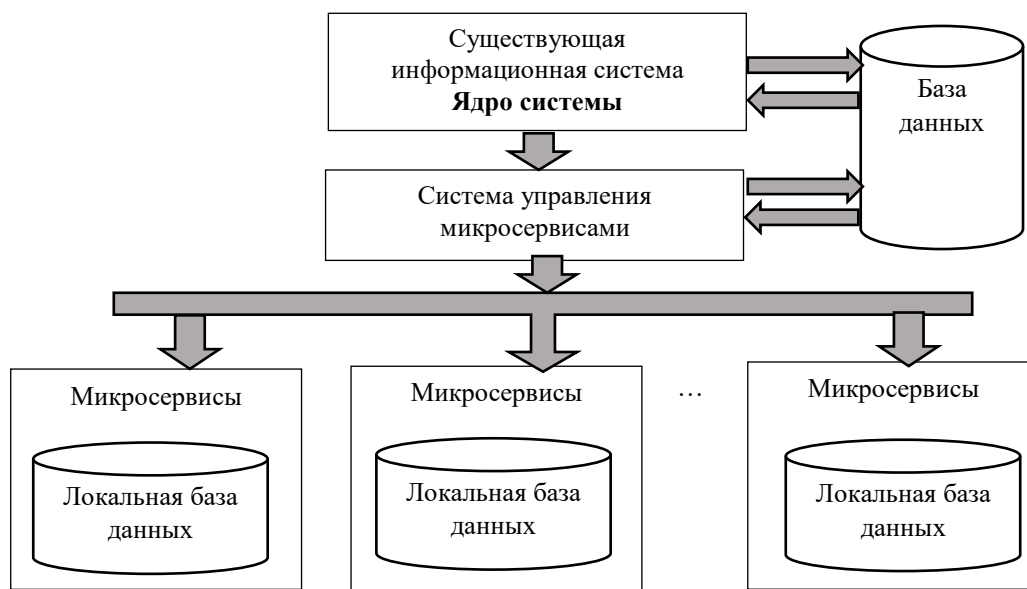 Существующая
информационная система
Ядро системы
База
данных
Система управления
микросервисами
Микросервисы
Локальная база
данных
Микросервисы
Локальная база
данных
…
Микросервисы
Локальная база
данных